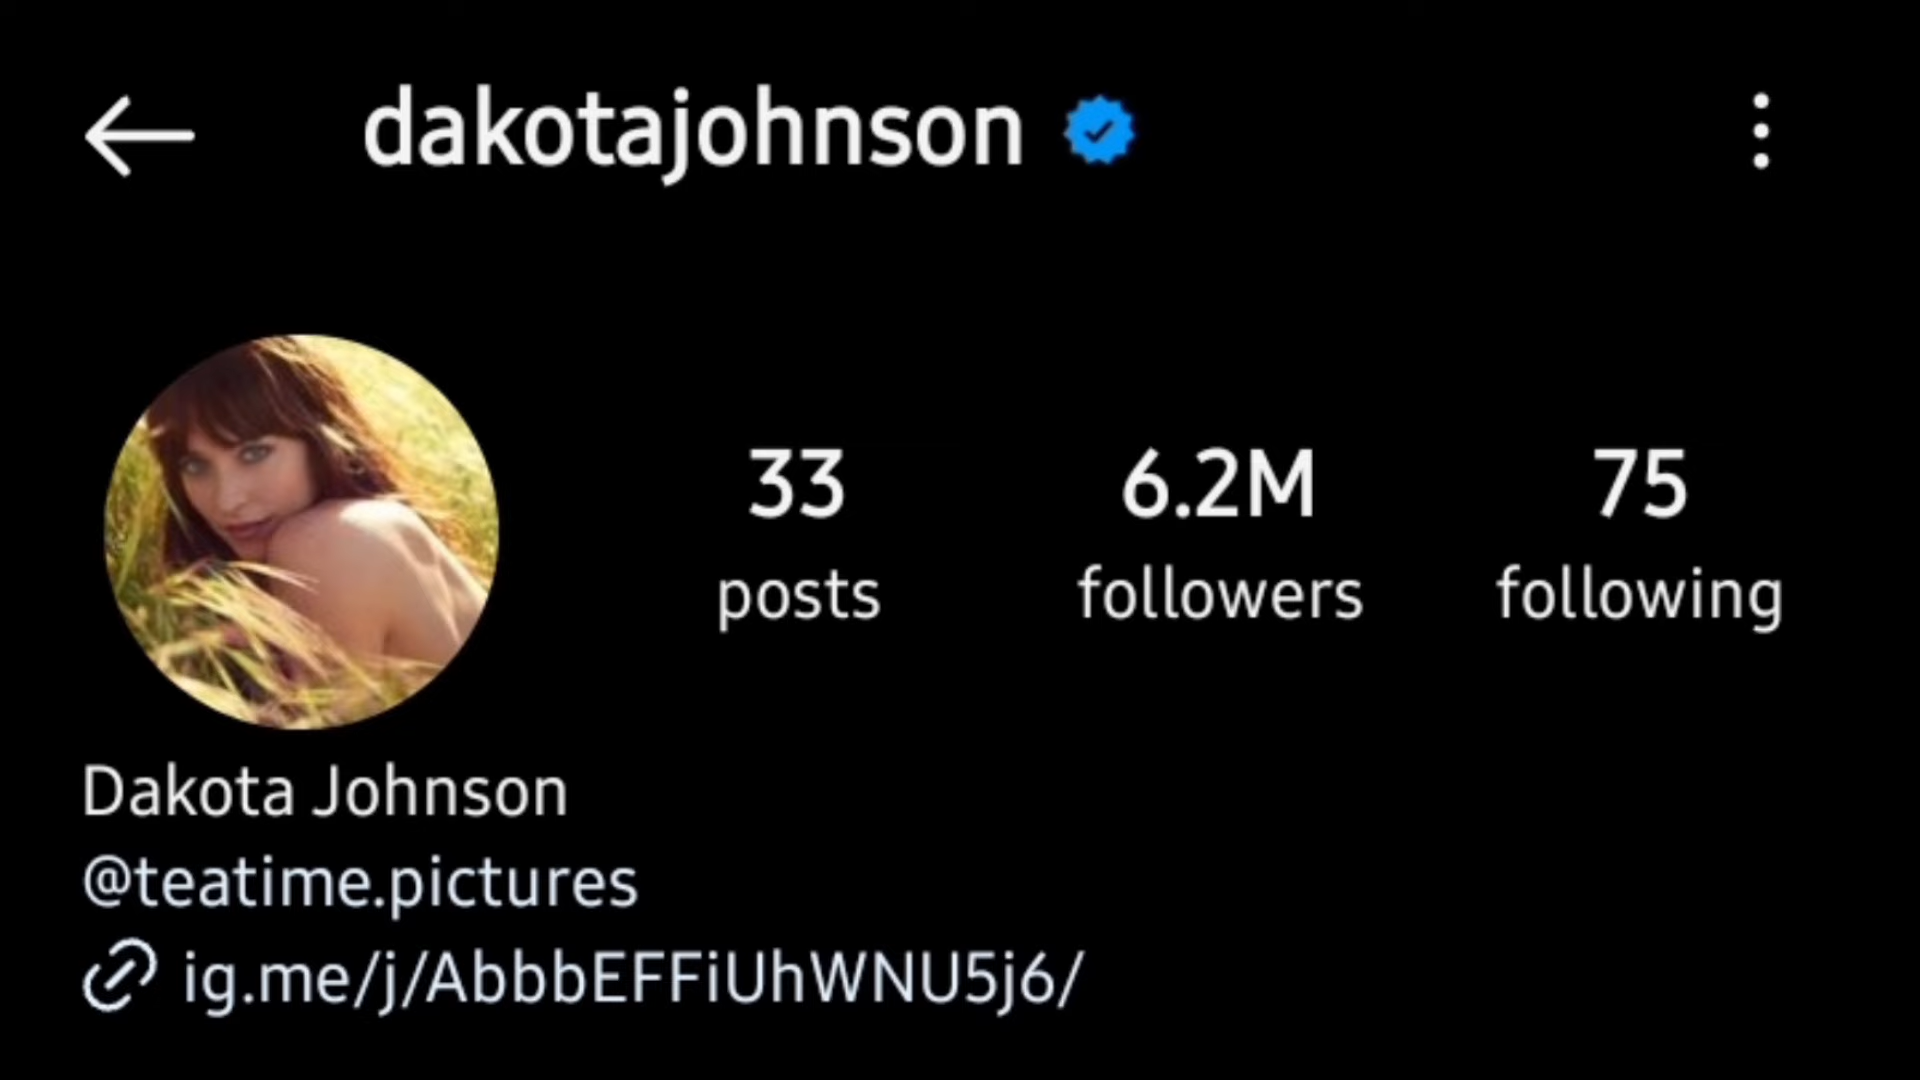 dakotajohnson
33 6.2M 75
posts followers following
Dakota Johnson
@teatime.pictures
ig.me/j/AbbbEFFiUhWNU5j6/